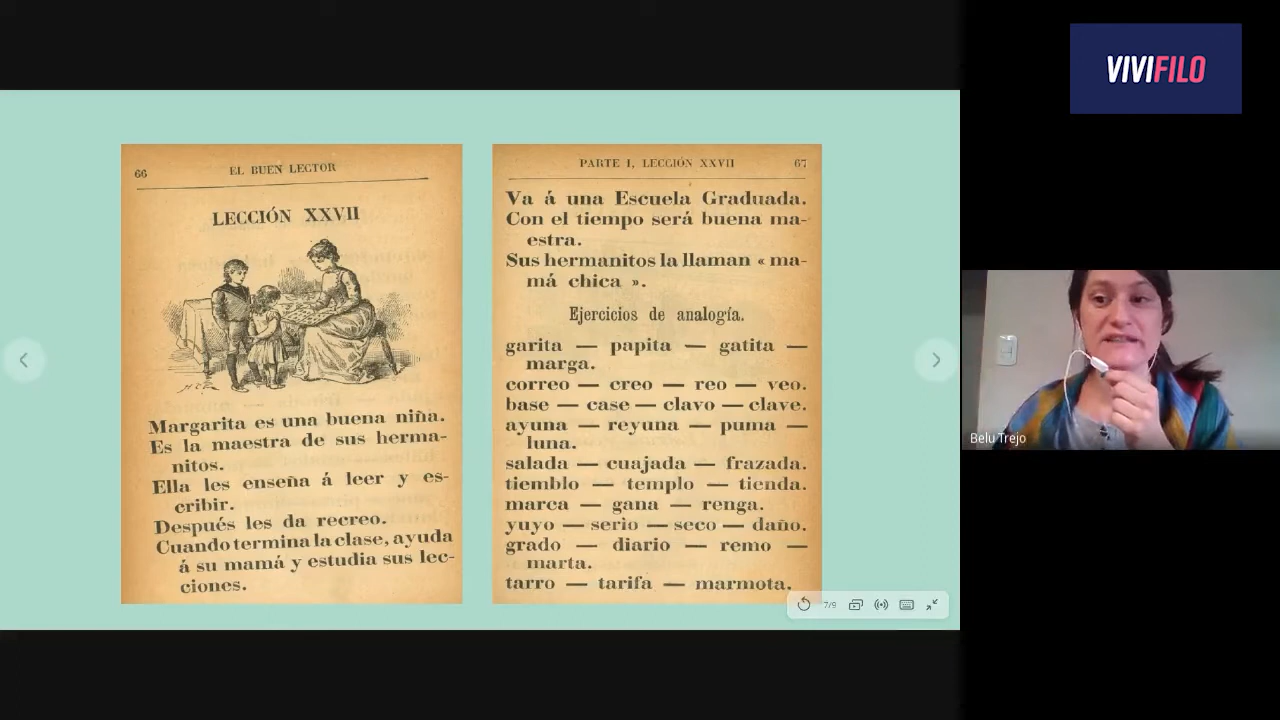 VIVIFILO
66
EL BUEN LECTOR
LECCIÓN XXVII
Margarita es una buena niña.
Es la maestra de sus herma-
nitos.
Ella les enseña á leer y es-
cribir.
Después les da recreo.
Cuando termina la clase, ayuda
á su mamá y estudia sus lec-
ciones.
PARTE I, LECCIÓN XXVII
67
Va á una Escuela Graduada.
Con el tiempo será buena ma-
estra.
Sus hermanitos la llaman « ma-
má chica ».
Ejercicios de analogía.
garita — papita — gatita —
marga.
correo — creo — reo — veo.
base — case — clavo — clave.
ayuna — reyuna — puma —
luna.
salada — cuajada — frazada.
tiemblo — templo — tienda.
marca — gana — renga.
yuyo — serio — seco — daño.
grado — diario — remo —
marta.
tarro — tarifa — marmota.
7/9
Belu Trejo